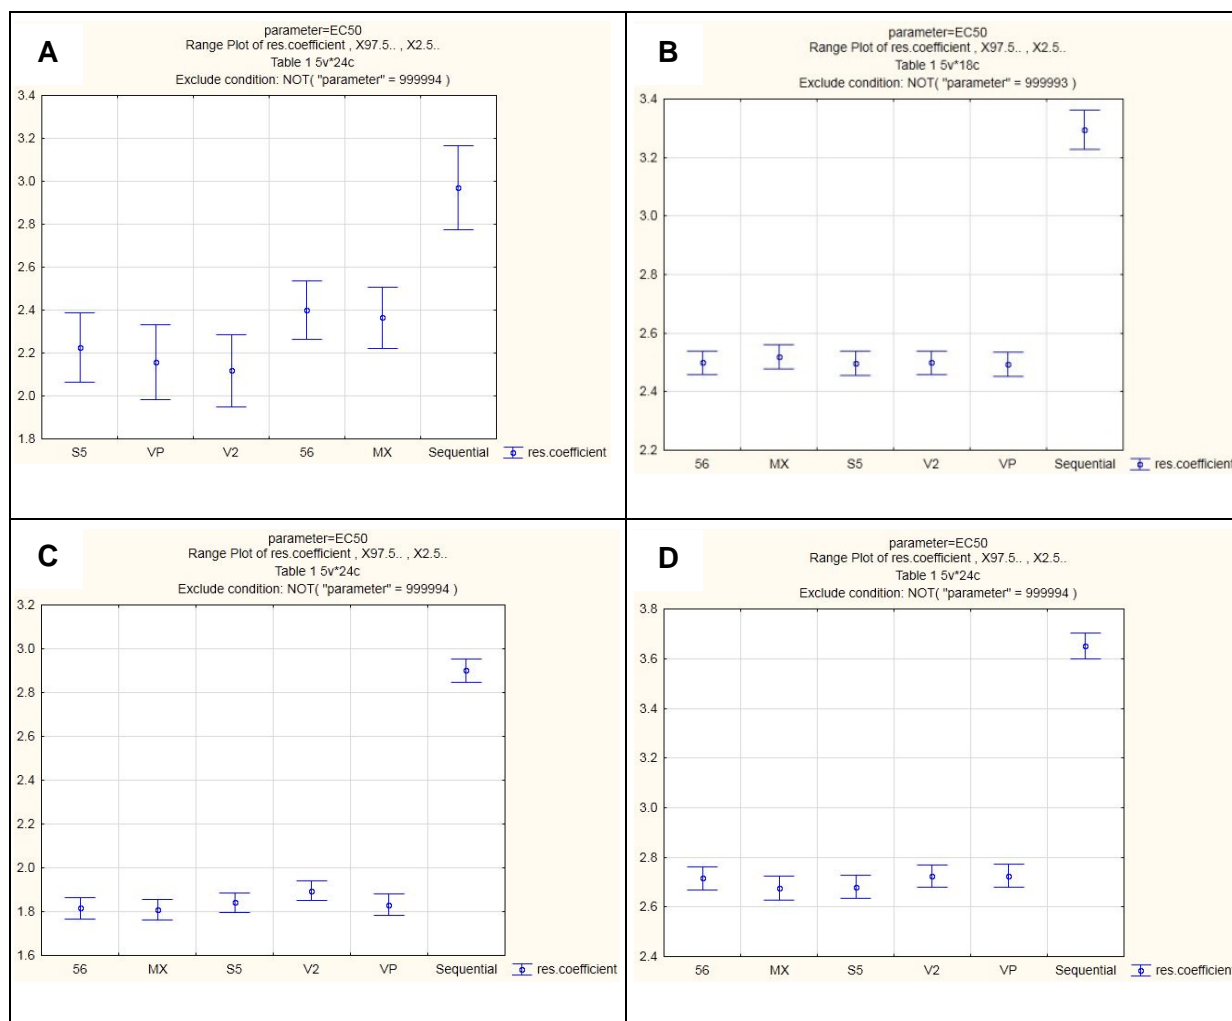 A
parameter=EC50
Range Plot of res.coefficient , X97.5.. , X2.5..
Table 1 5v*24c
Exclude condition: NOT( "parameter" = 999994 )
3.4
3.2
3.0
2.8
2.6
2.4
2.2
2.0
1.8
S5 VP V2 56 MX Sequential
res.coefficient
B
parameter=EC50
Range Plot of res.coefficient , X97.5.. , X2.5..
Table 1 5v*18c
Exclude condition: NOT( "parameter" = 999993 )
3.4
3.2
3.0
2.8
2.6
2.4
2.2
56 MX S5 V2 VP Sequential
res.coefficient
C
parameter=EC50
Range Plot of res.coefficient , X97.5.. , X2.5..
Table 1 5v*24c
Exclude condition: NOT( "parameter" = 999994 )
3.2
3.0
2.8
2.6
2.4
2.2
2.0
1.8
1.6
56 MX S5 V2 VP Sequential
res.coefficient
D
parameter=EC50
Range Plot of res.coefficient , X97.5.. , X2.5..
Table 1 5v*24c
Exclude condition: NOT( "parameter" = 999994 )
3.8
3.6
3.4
3.2
3.0
2.8
2.6
2.4
56 MX S5 V2 VP Sequential
res.coefficient